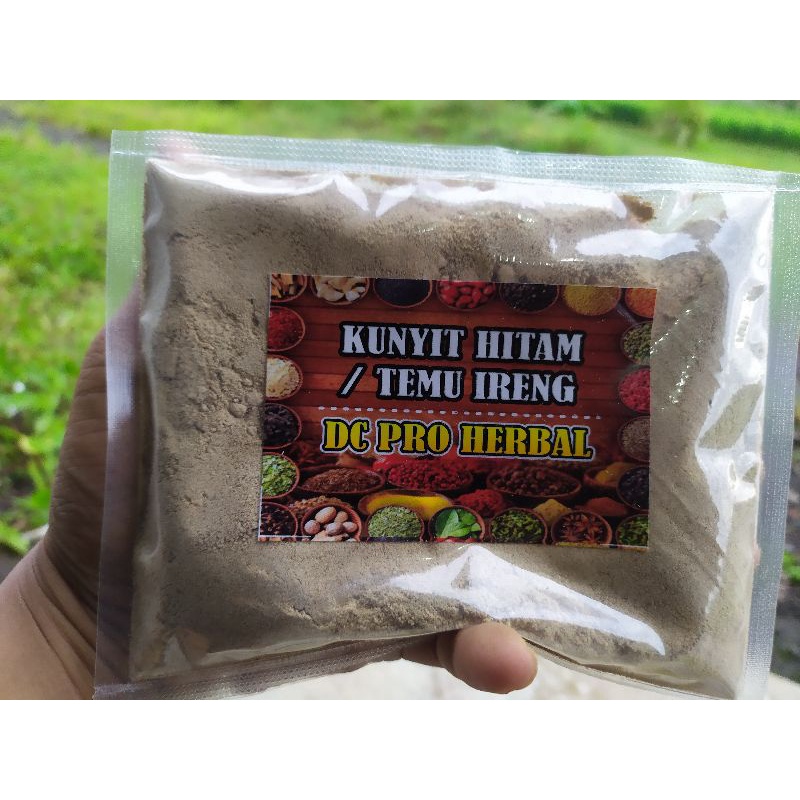 KUNYIT HITAM
/ TEMU IRENG
DC PRO HERBAL